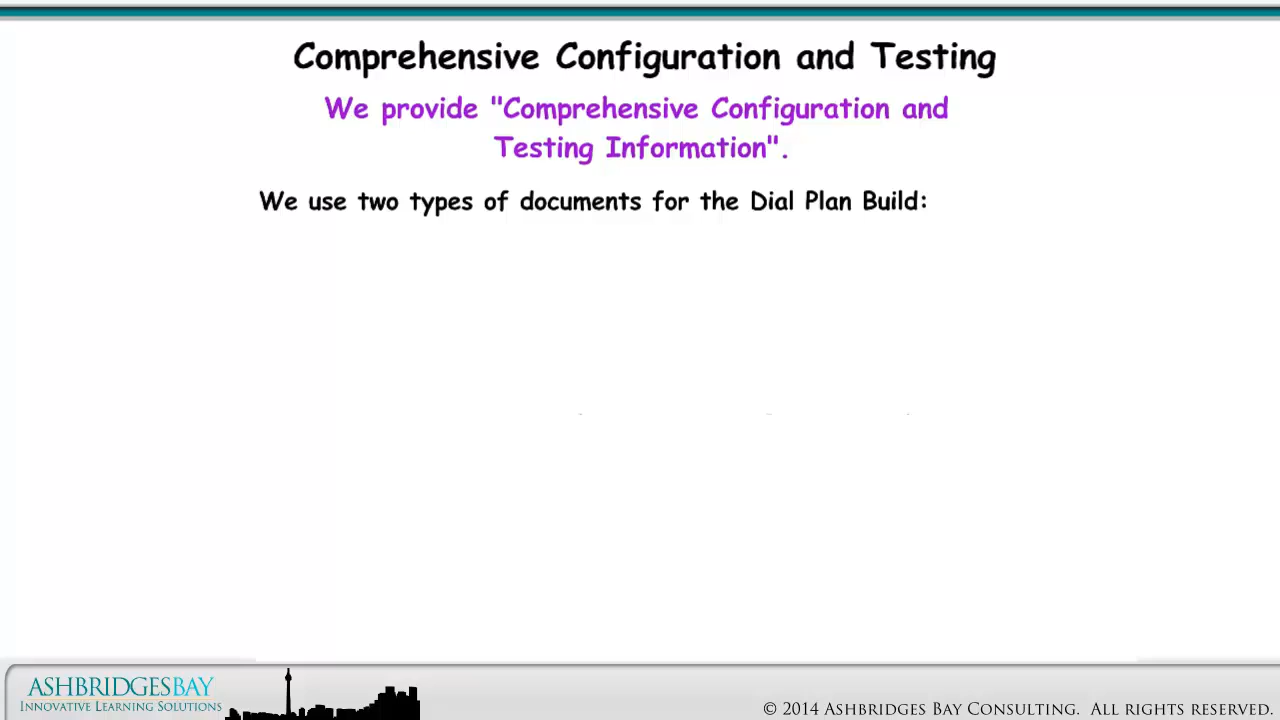 Comprehensive Configuration and Testing
We provide "Comprehensive Configuration and
Testing Information".
We use two types of documents for the Dial Plan Build:
ASHBRIDGESBAY
INNOVATIVE LEARNING SOLUTIONS
© 2014 ASHBRIDGES BAY CONSULTING. ALL RIGHTS RESERVED.